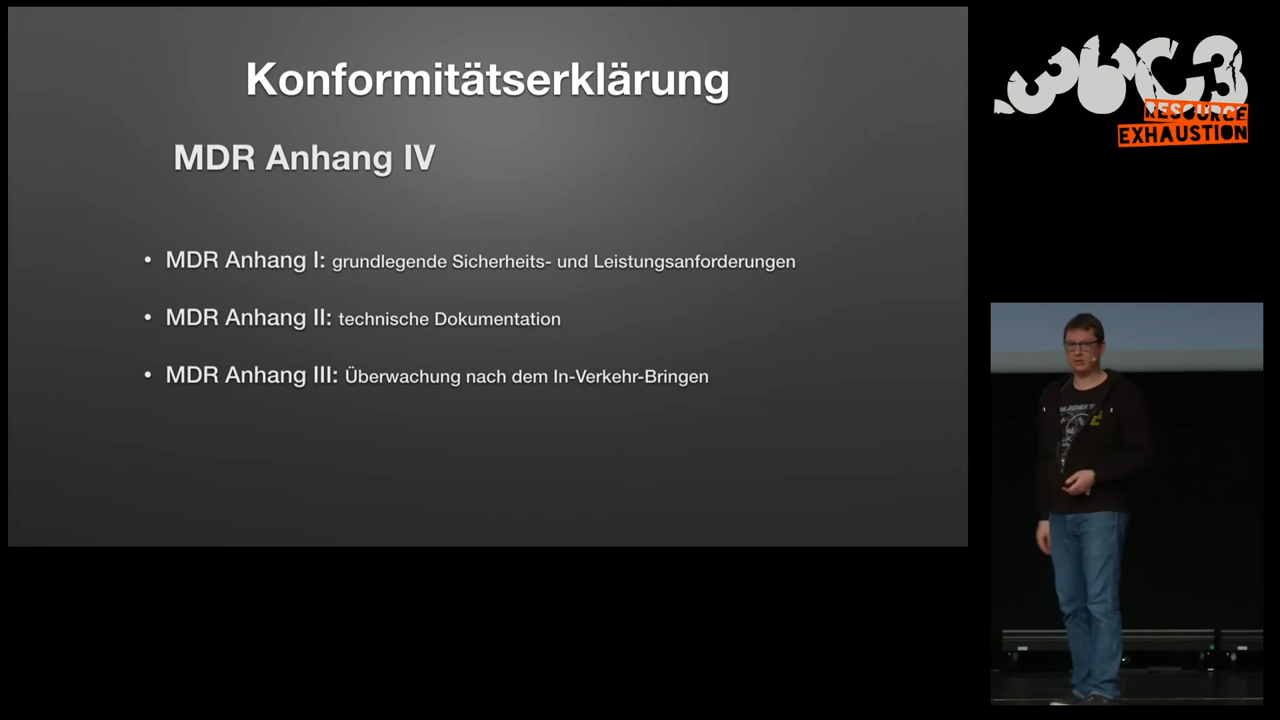 Konformitätserklärung
MDR Anhang IV
• MDR Anhang I: grundlegende Sicherheits- und Leistungsanforderungen
• MDR Anhang II: technische Dokumentation
• MDR Anhang III: Überwachung nach dem In-Verkehr-Bringen
36C3
RESOURCE
EXHAUSTION